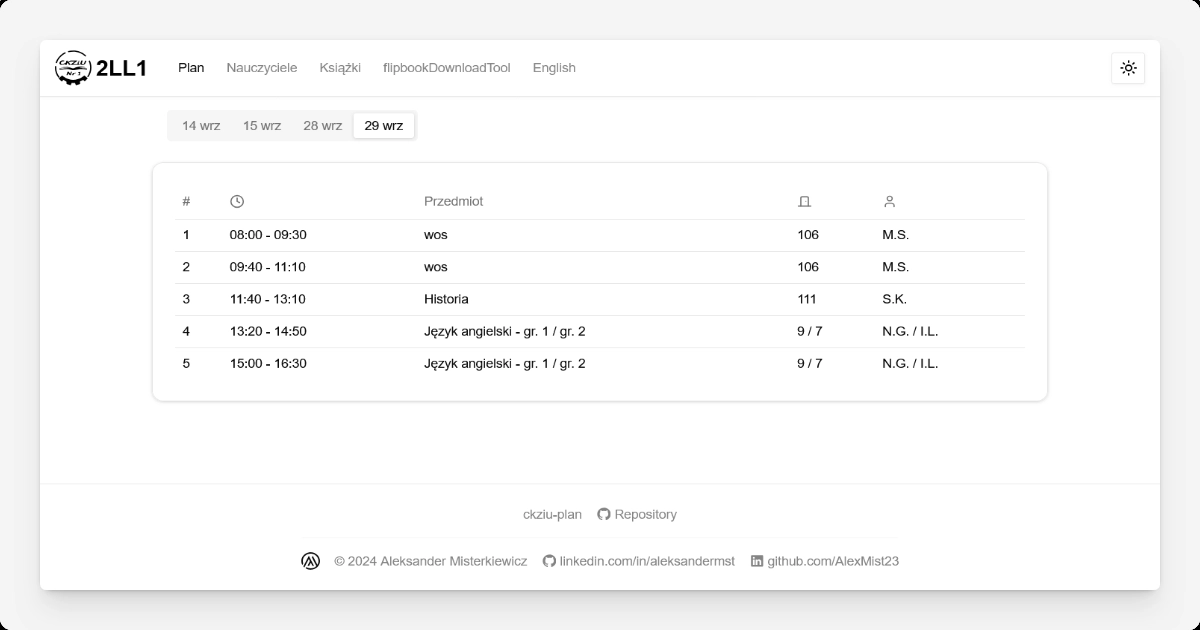 CKZiU
Nr 1
2LL1 Plan Nauczyciele Książki flipbookDownloadTool English
14 wrz 15 wrz 28 wrz 29 wrz
# Przedmiot
1 08:00 - 09:30 wos 106 M.S.
2 09:40 - 11:10 wos 106 M.S.
3 11:40 - 13:10 Historia 111 S.K.
4 13:20 - 14:50 Język angielski - gr. 1 / gr. 2 9 / 7 N.G. / I.L.
5 15:00 - 16:30 Język angielski - gr. 1 / gr. 2 9 / 7 N.G. / I.L.
ckziu-plan Repository
© 2024 Aleksander Misterkiewicz linkedin.com/in/aleksandermst github.com/AlexMist23